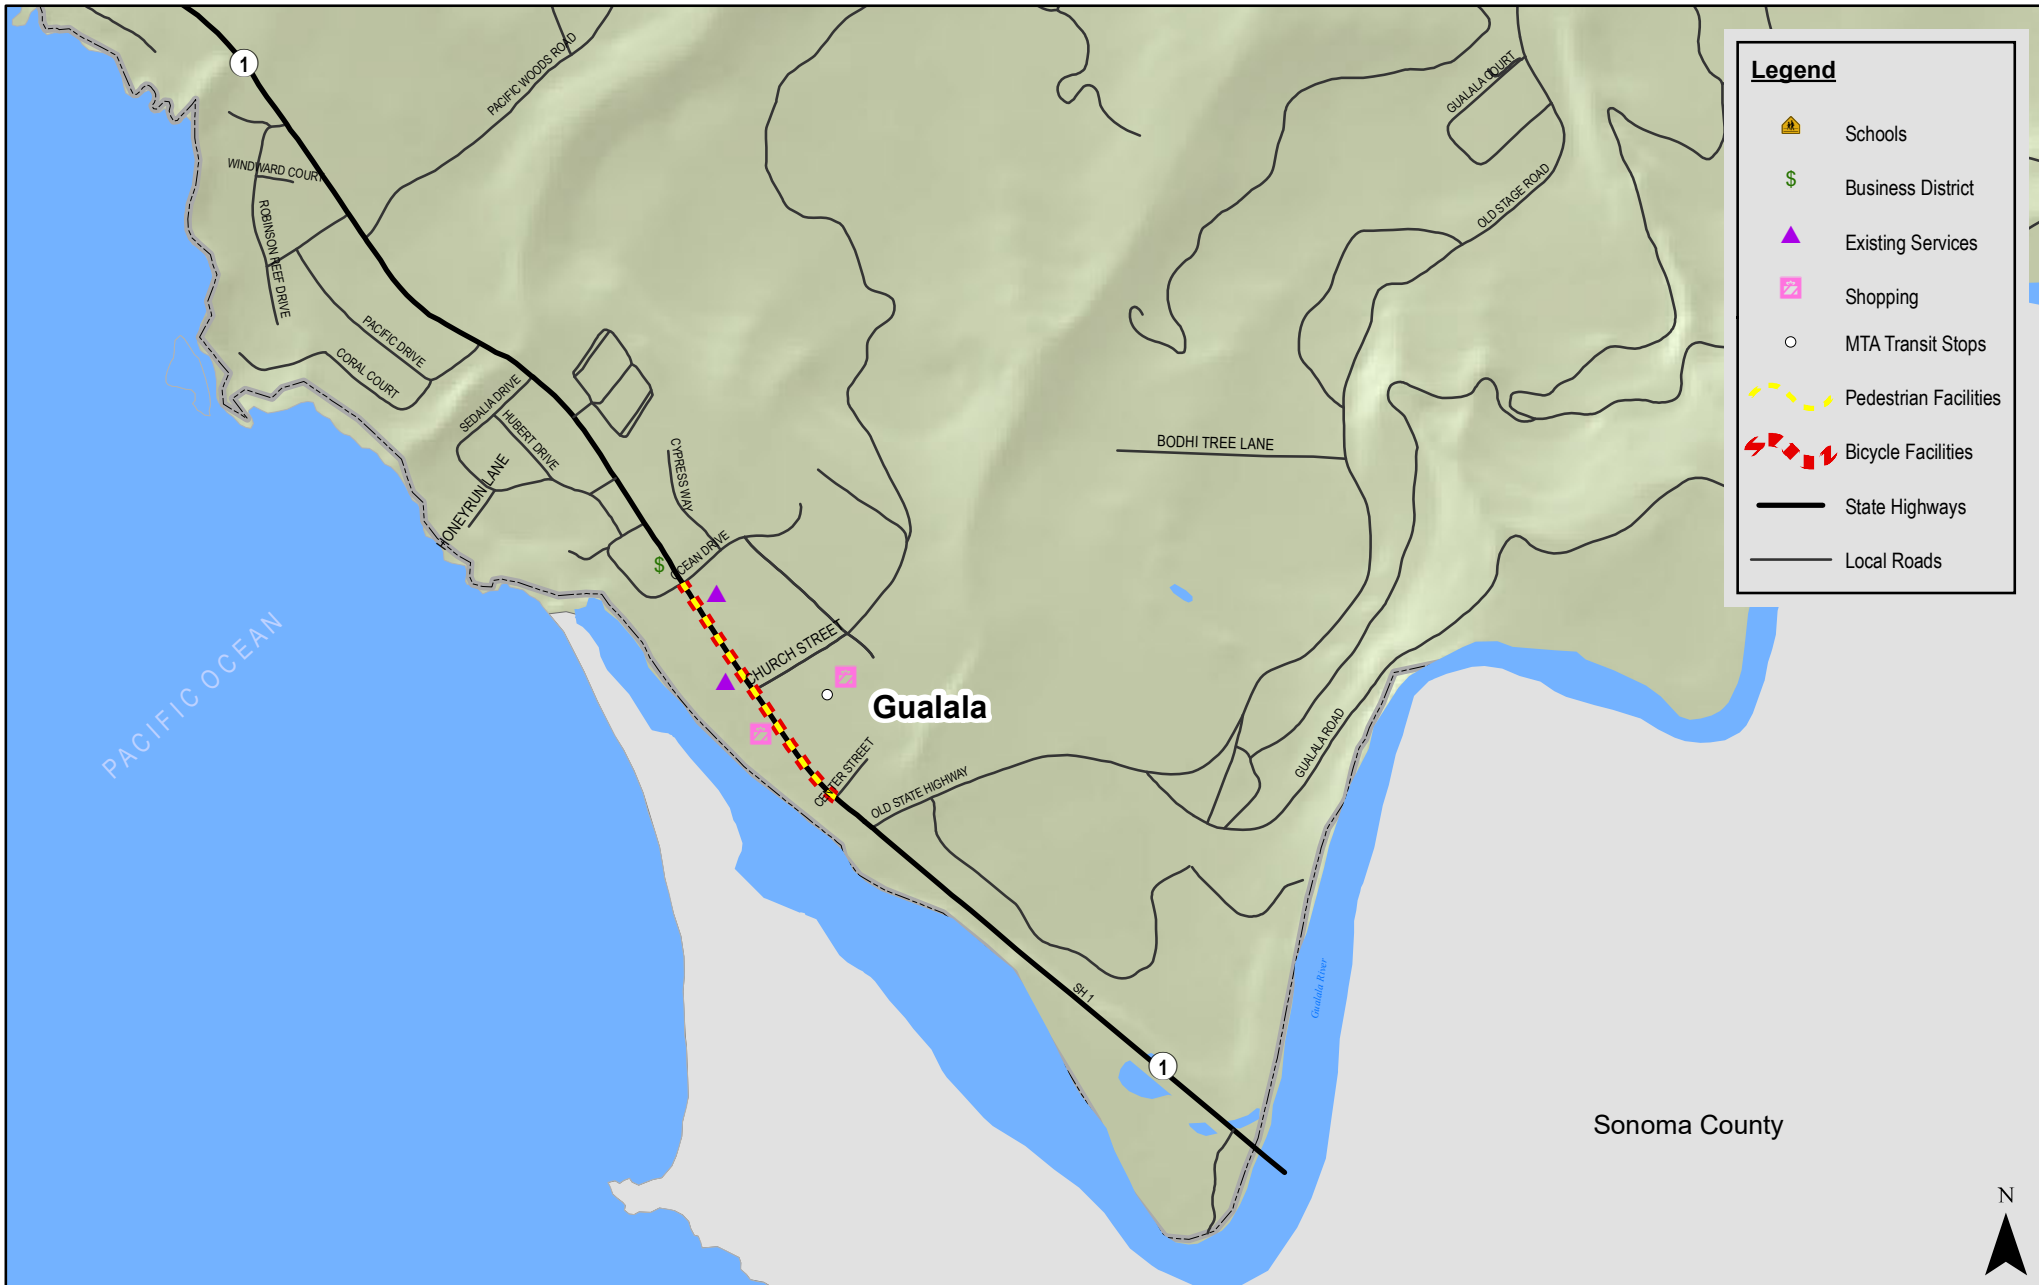 1
PACIFIC WOODS ROAD
GUALALA COURT
WINDWARD COURT
ROBINSON REEF DRIVE
OLD STAGE ROAD
PACIFIC DRIVE
CORAL COURT
SEDALIA DRIVE
HUBERT DRIVE
HONEYRUN LANE
CYPRESS WAY
BODHI TREE LANE
$
OCEAN DRIVE
CHURCH STREET
PACIFIC OCEAN
Gualala
CENTER STREET
OLD STATE HIGHWAY
GUALALA ROAD
SH 1
Gualala River
1
Sonoma County
N
Legend
Schools
$ Business District
Existing Services
Shopping
MTA Transit Stops
Pedestrian Facilities
Bicycle Facilities
State Highways
Local Roads